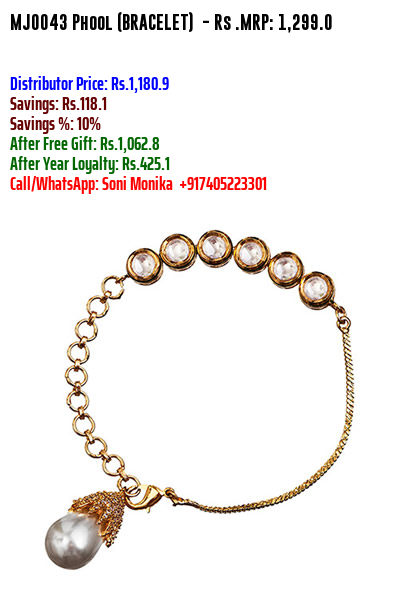 MJ0043 Phool (BRACELET) - Rs .MRP: 1,299.0
Distributor Price: Rs.1,180.9
Savings: Rs.118.1
Savings %: 10%
After Free Gift: Rs.1,062.8
After Year Loyalty: Rs.425.1
Call/WhatsApp: Soni Monika +917405223301